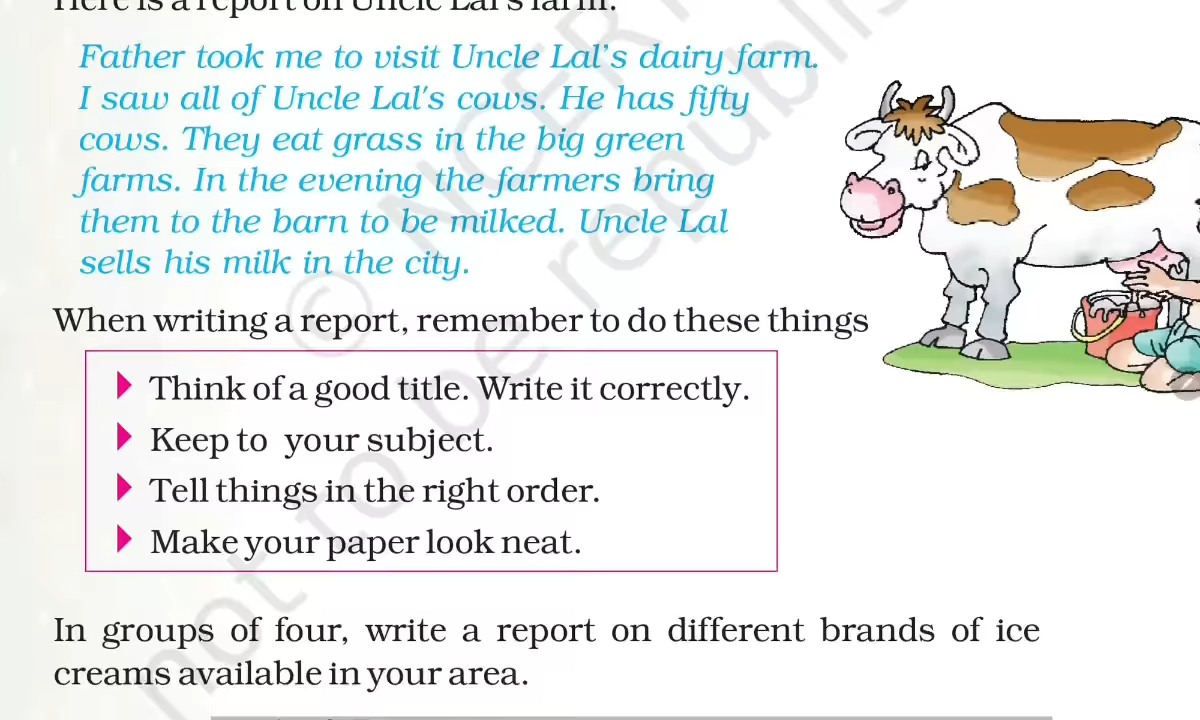 Here is a report on Uncle Lal's farm.
Father took me to visit Uncle Lal's dairy farm.
I saw all of Uncle Lal's cows. He has fifty
cows. They eat grass in the big green
farms. In the evening the farmers bring
them to the barn to be milked. Uncle Lal
sells his milk in the city.
When writing a report, remember to do these things
Think of a good title. Write it correctly.
Keep to your subject.
Tell things in the right order.
Make your paper look neat.
In groups of four, write a report on different brands of ice
creams available in your area.
© NCER
not to be republis